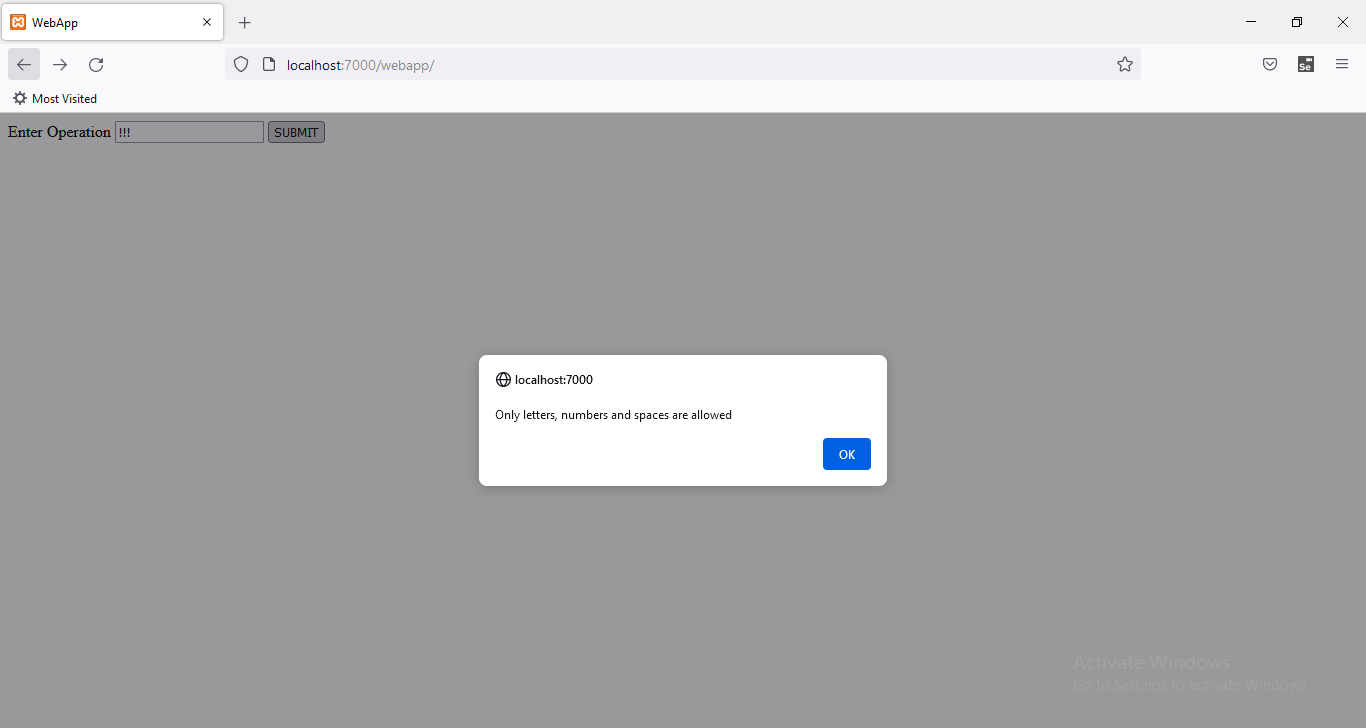 WebApp
localhost:7000/webapp/
Most Visited
Enter Operation !!! SUBMIT
localhost:7000
Only letters, numbers and spaces are allowed
OK
Activate Windows
Go to Settings to activate Windows.
Se